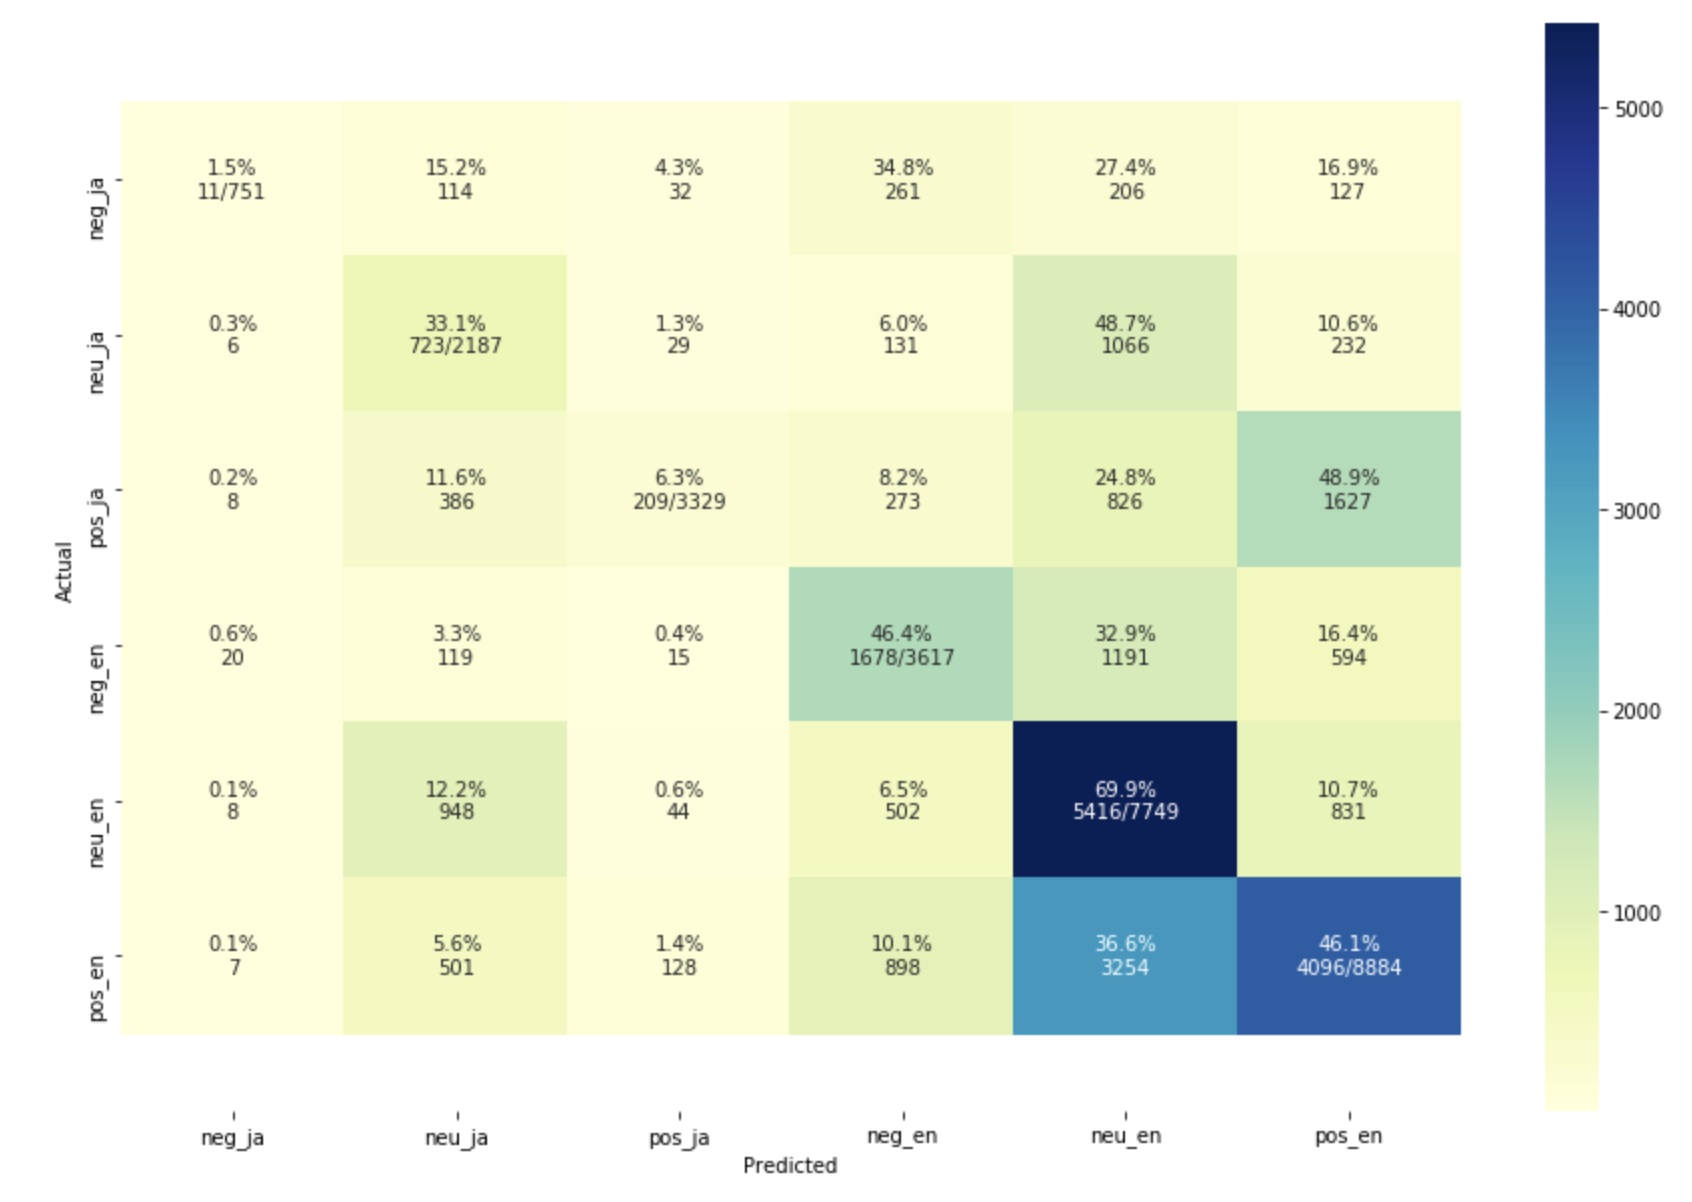 5000
1.5% 15.2% 4.3% 34.8% 27.4% 16.9%
neg_ja 11/751 114 32 261 206 127
4000
0.3% 33.1% 1.3% 6.0% 48.7% 10.6%
neu_ja 6 723/2187 29 131 1066 232
0.2% 11.6% 6.3% 8.2% 24.8% 48.9%
pos_ja 8 386 209/3329 273 826 1627
3000
Actual
0.6% 3.3% 0.4% 46.4% 32.9% 16.4%
neg_en 20 119 15 1678/3617 1191 594
2000
0.1% 12.2% 0.6% 6.5% 69.9% 10.7%
neu_en 8 948 44 502 5416/7749 831
1000
0.1% 5.6% 1.4% 10.1% 36.6% 46.1%
pos_en 7 501 128 898 3254 4096/8884
neg_ja neu_ja pos_ja neg_en neu_en pos_en
Predicted